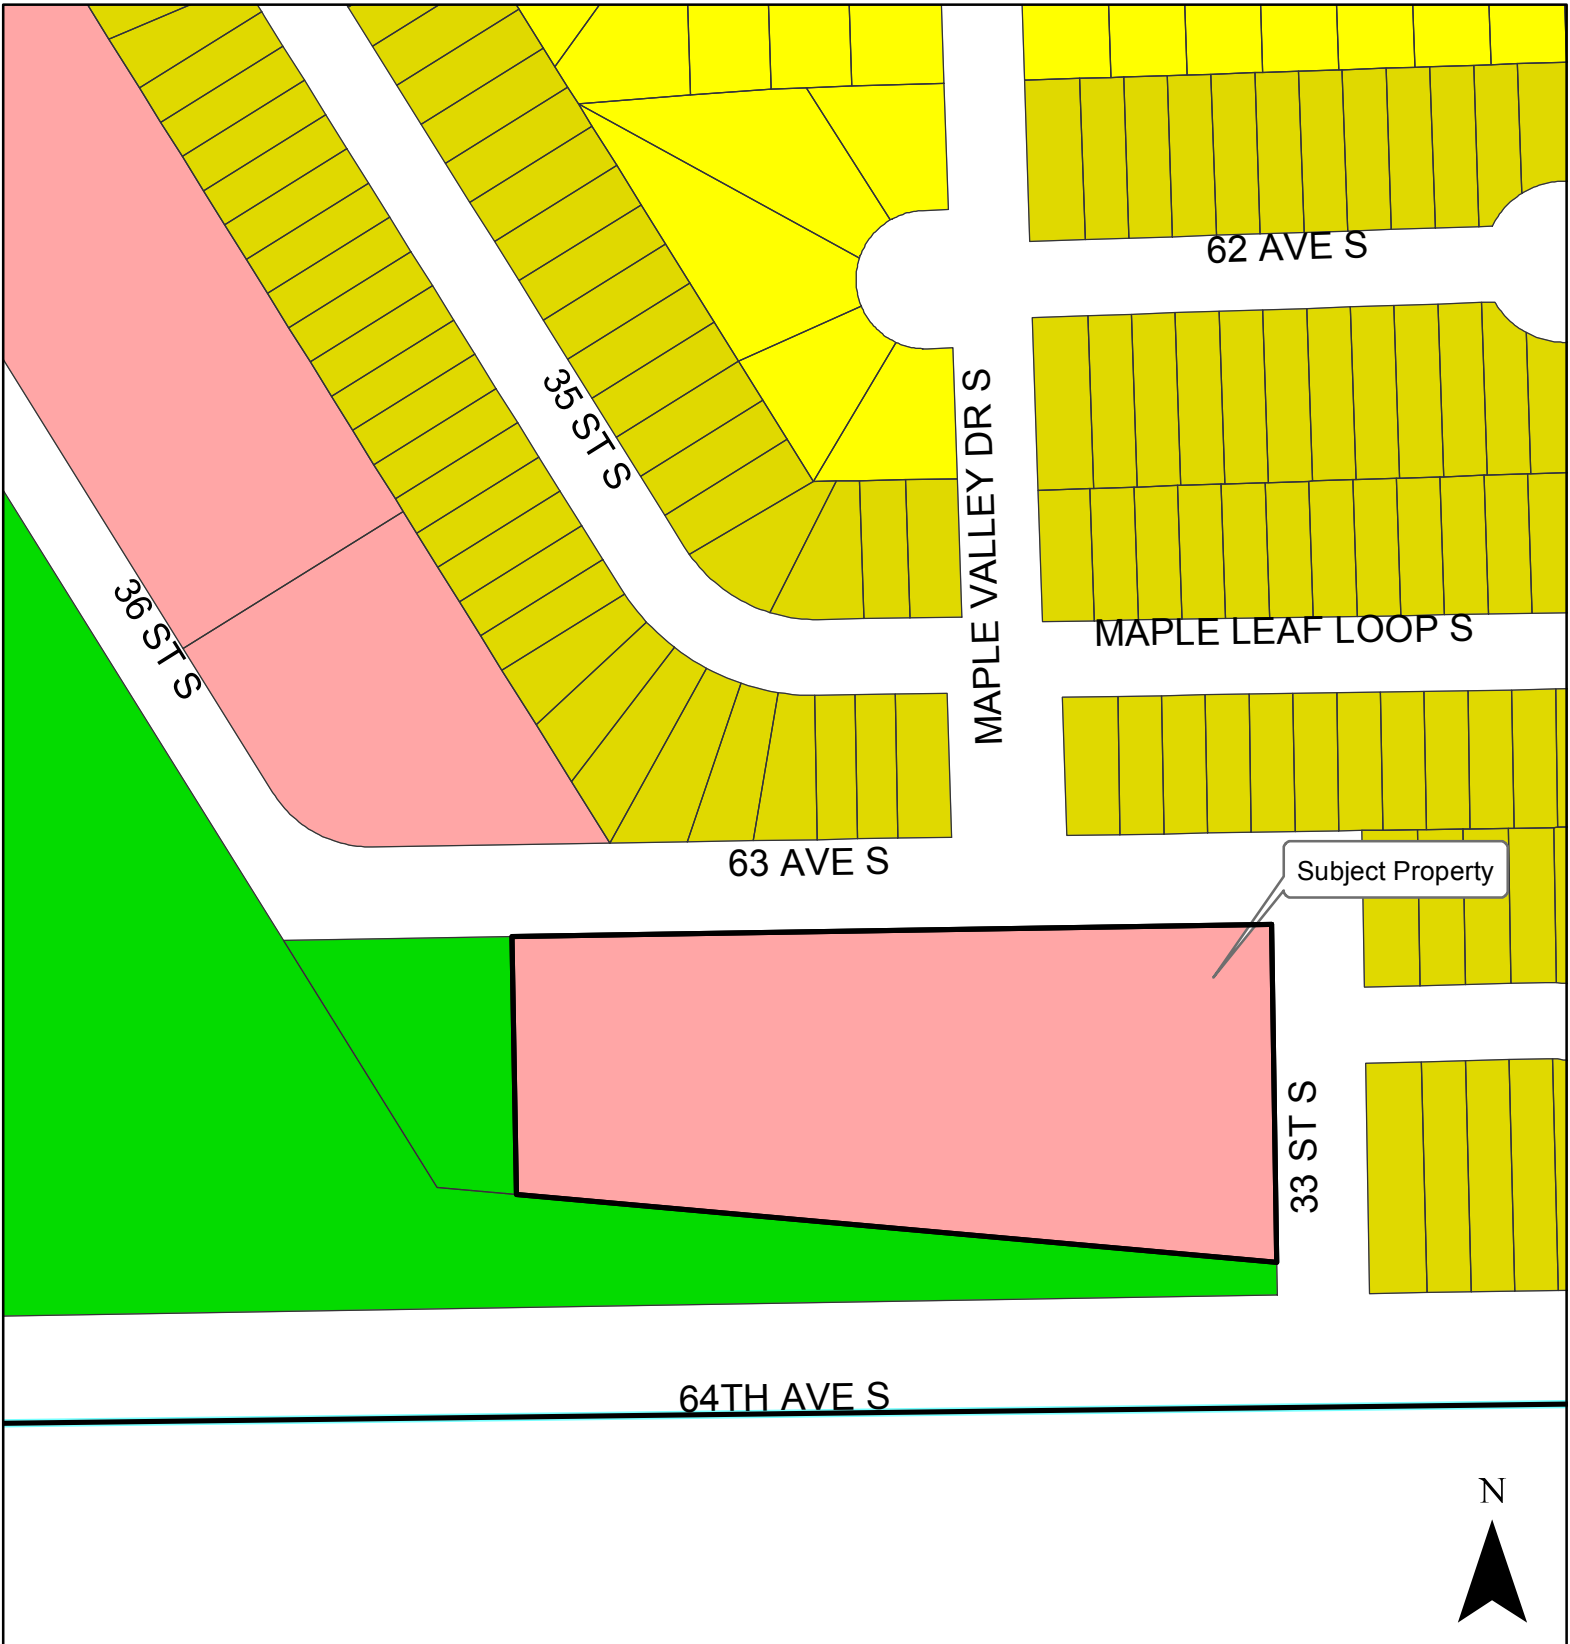 62 AVE S
35 ST S
MAPLE VALLEY DR S
36 ST S
MAPLE LEAF LOOP S
63 AVE S
Subject Property
33 ST S
64TH AVE S
N